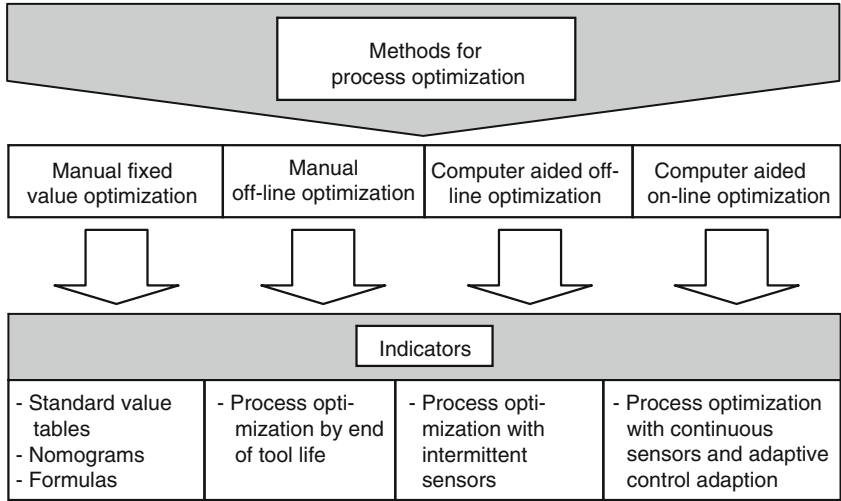 Methods for
process optimization
Manual fixed
value optimization
Manual
off-line optimization
Computer aided off-
line optimization
Computer aided
on-line optimization
Indicators
- Standard value
tables
- Nomograms
- Formulas
- Process opti-
mization by end
of tool life
- Process opti-
mization with
intermittent
sensors
- Process optimization
with continuous
sensors and adaptive
control adaption